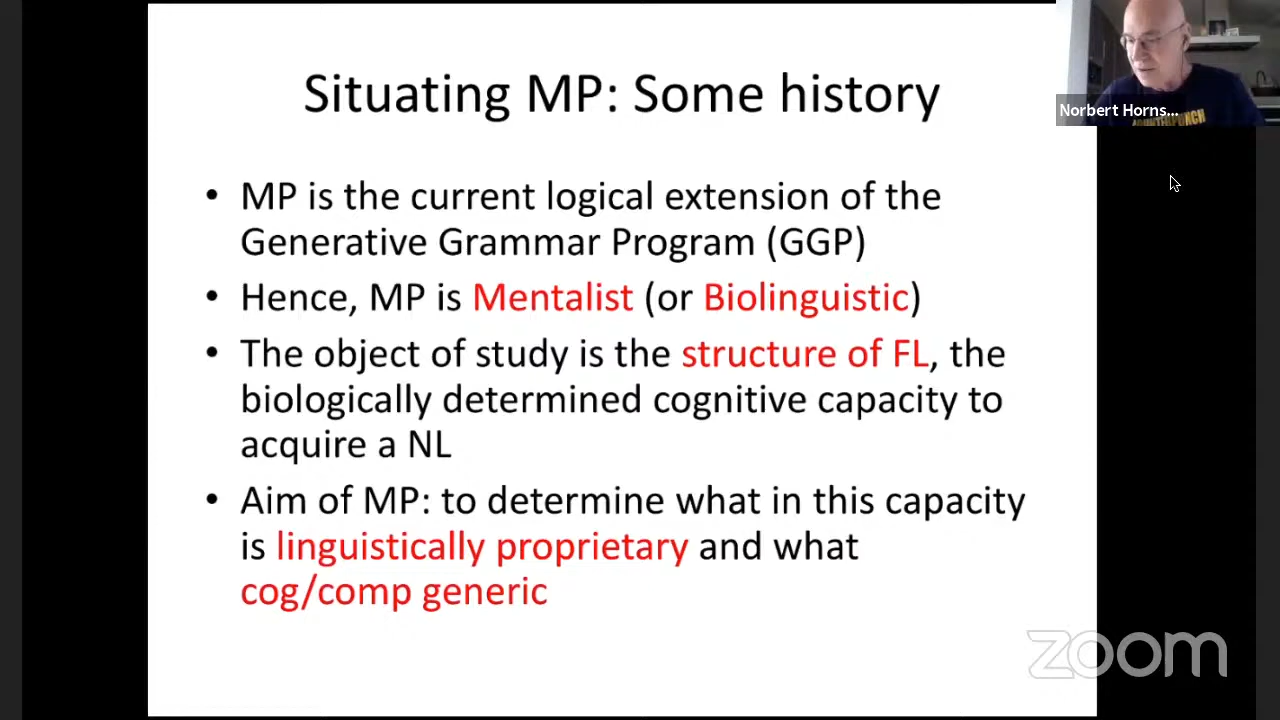 Situating MP: Some history
Norbert Horns...
COUNTERPUNCH
• MP is the current logical extension of the
Generative Grammar Program (GGP)
• Hence, MP is Mentalist (or Biolinguistic)
• The object of study is the structure of FL, the
biologically determined cognitive capacity to
acquire a NL
• Aim of MP: to determine what in this capacity
is linguistically proprietary and what
cog/comp generic
zoom